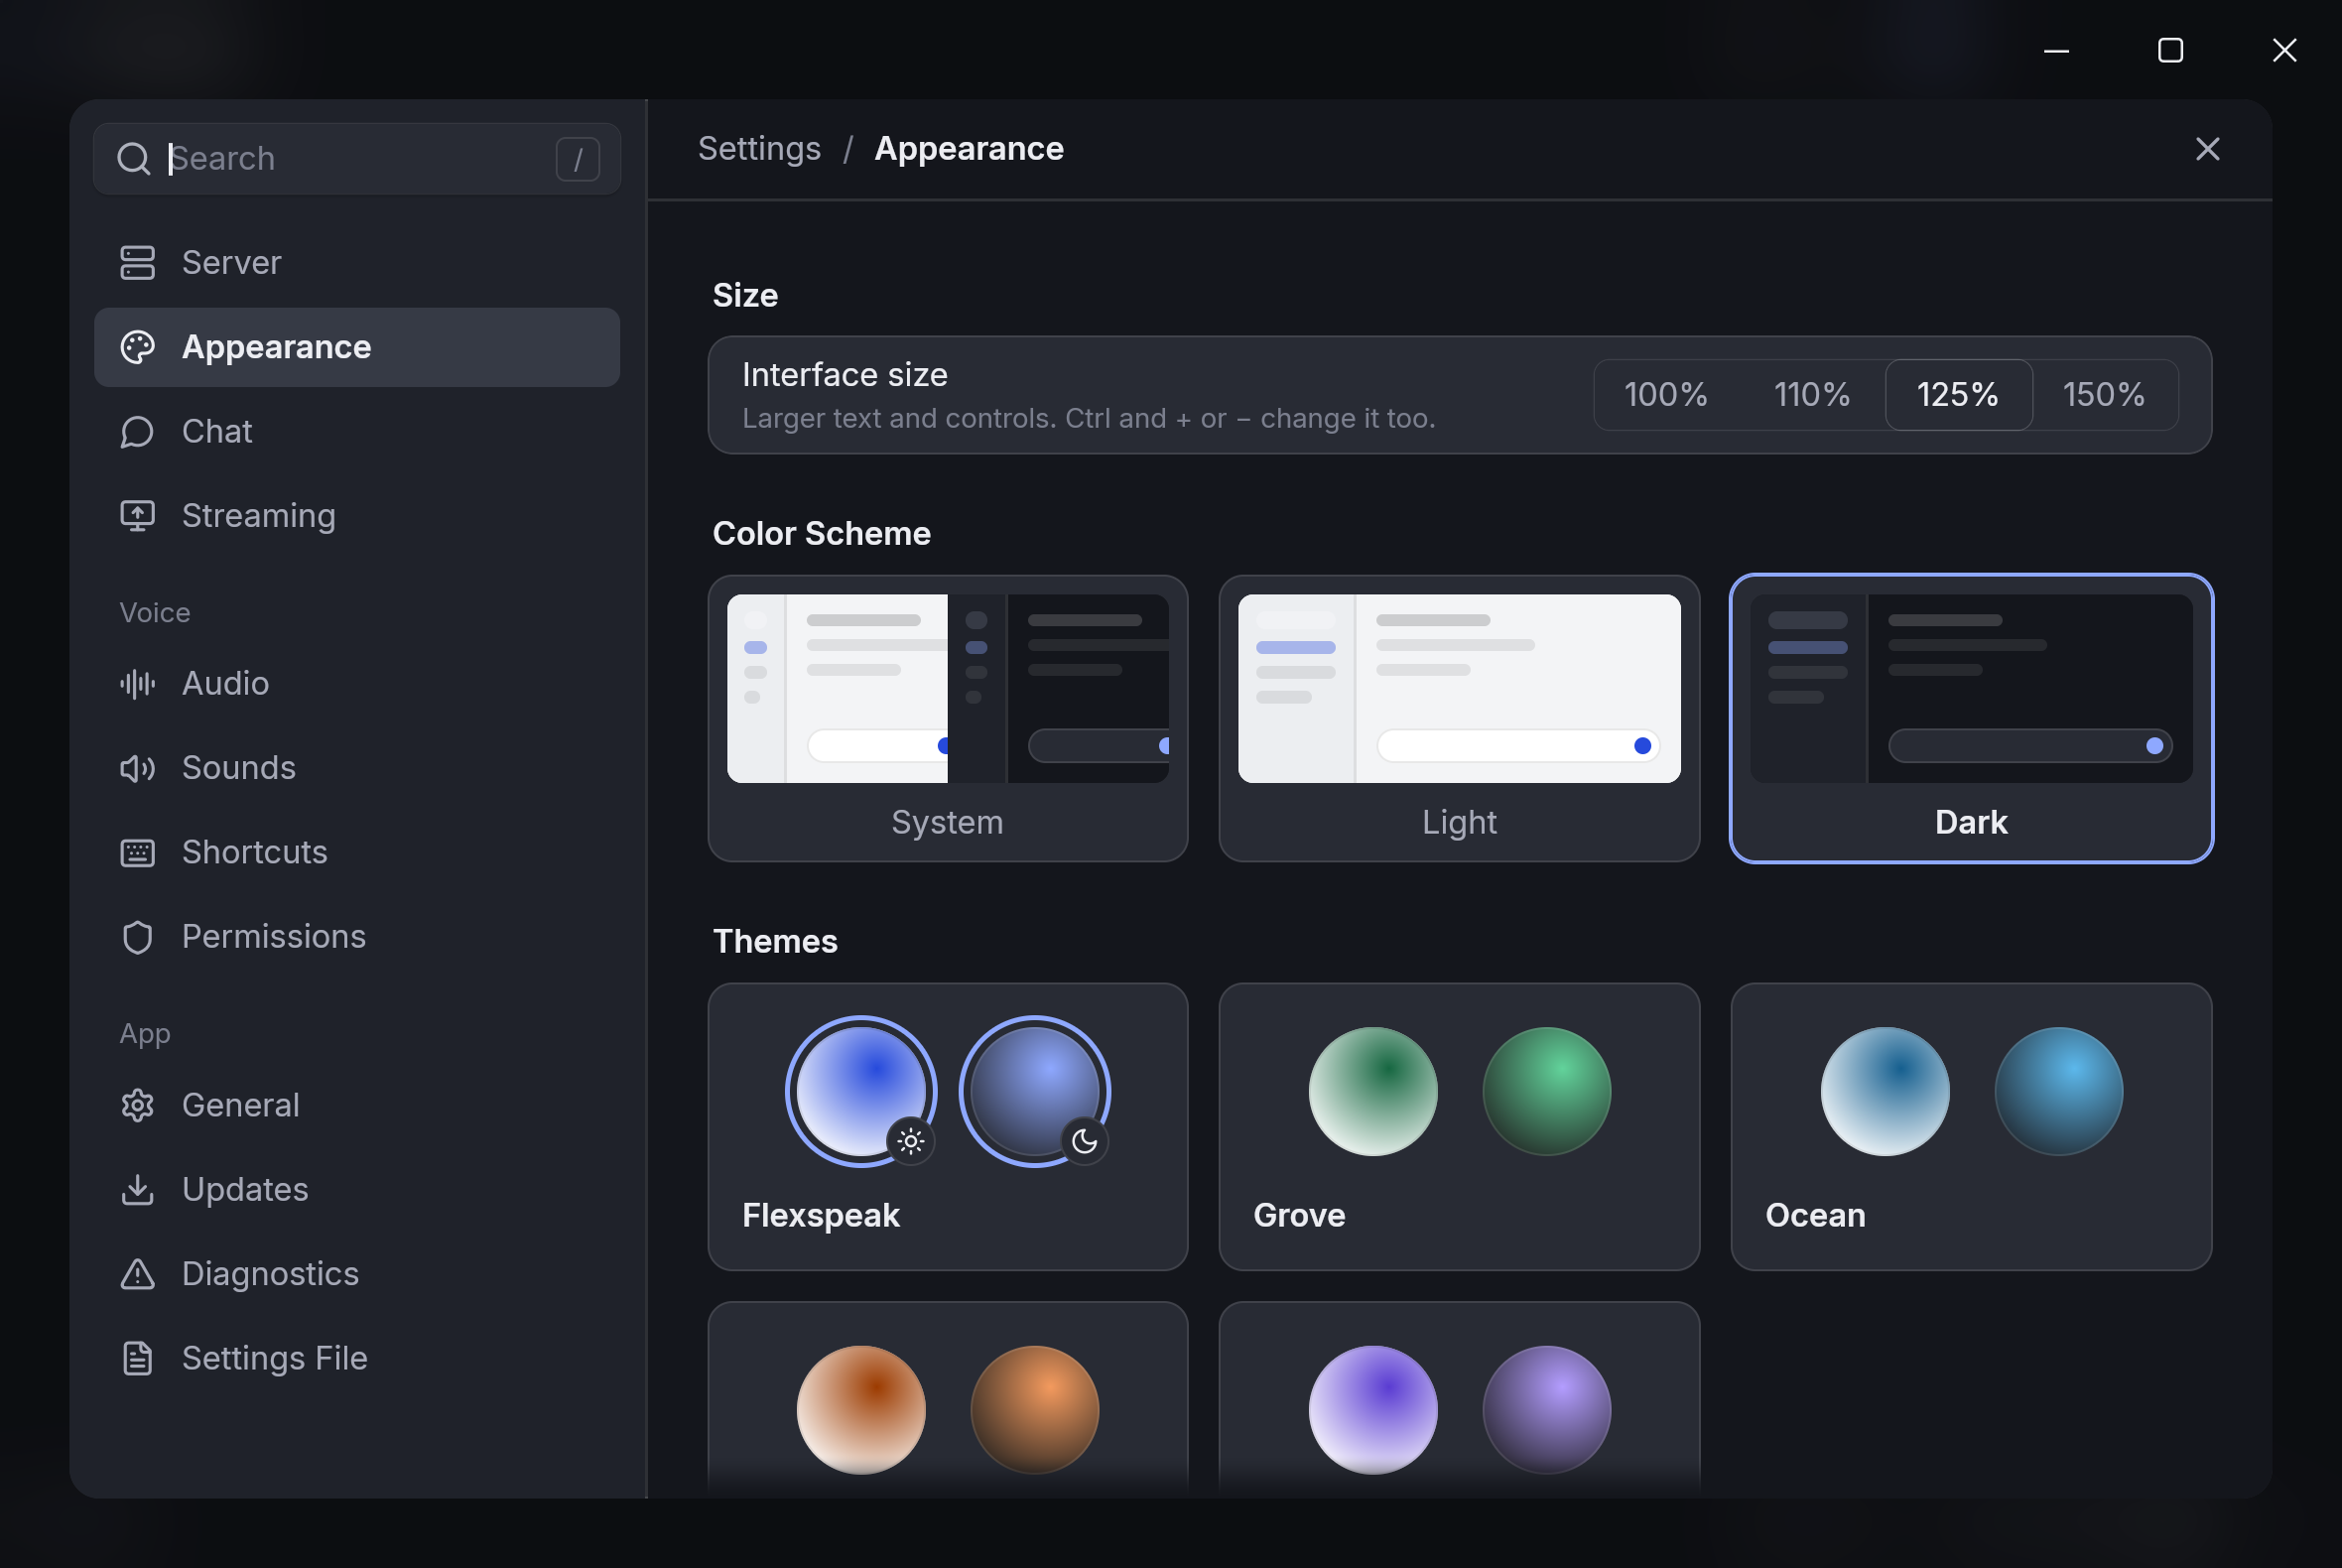 Search /
Server
Appearance
Chat
Streaming
Voice
Audio
Sounds
Shortcuts
Permissions
App
General
Updates
Diagnostics
Settings File
Settings / Appearance
Size
Interface size
Larger text and controls. Ctrl and + or − change it too.
100% 110% 125% 150%
Color Scheme
System Light Dark
Themes
Flexspeak Grove Ocean